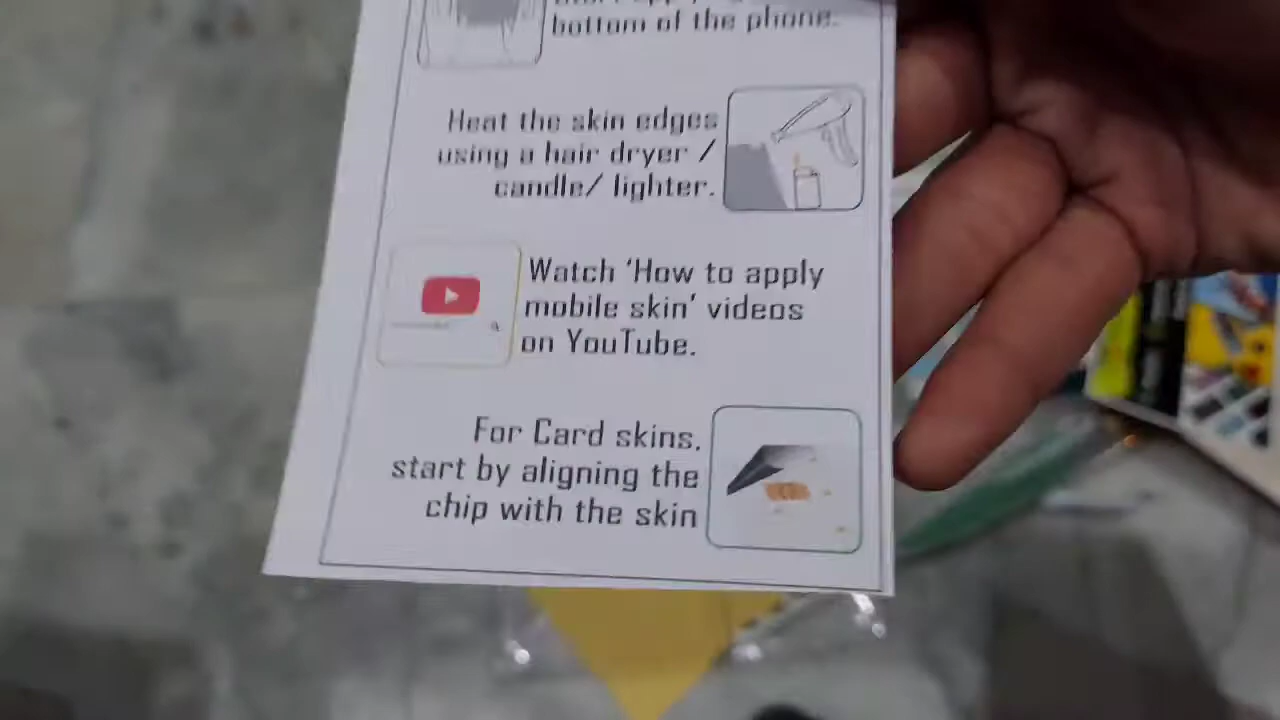 bottom of the phone.
Heat the skin edges
using a hair dryer /
candle/ lighter.
Watch 'How to apply
mobile skin' videos
on YouTube.
For Card skins,
start by aligning the
chip with the skin